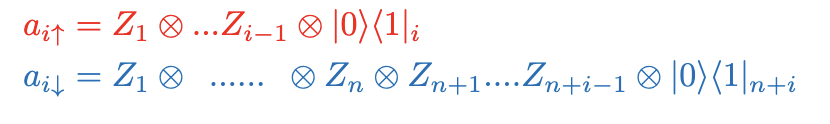 a_{i↑} = Z_1 ⊗ ...Z_{i−1} ⊗ |0⟩⟨1|_i
a_{i↓} = Z_1 ⊗ ...... ⊗ Z_n ⊗ Z_{n+1}....Z_{n+i−1} ⊗ |0⟩⟨1|_{n+i}